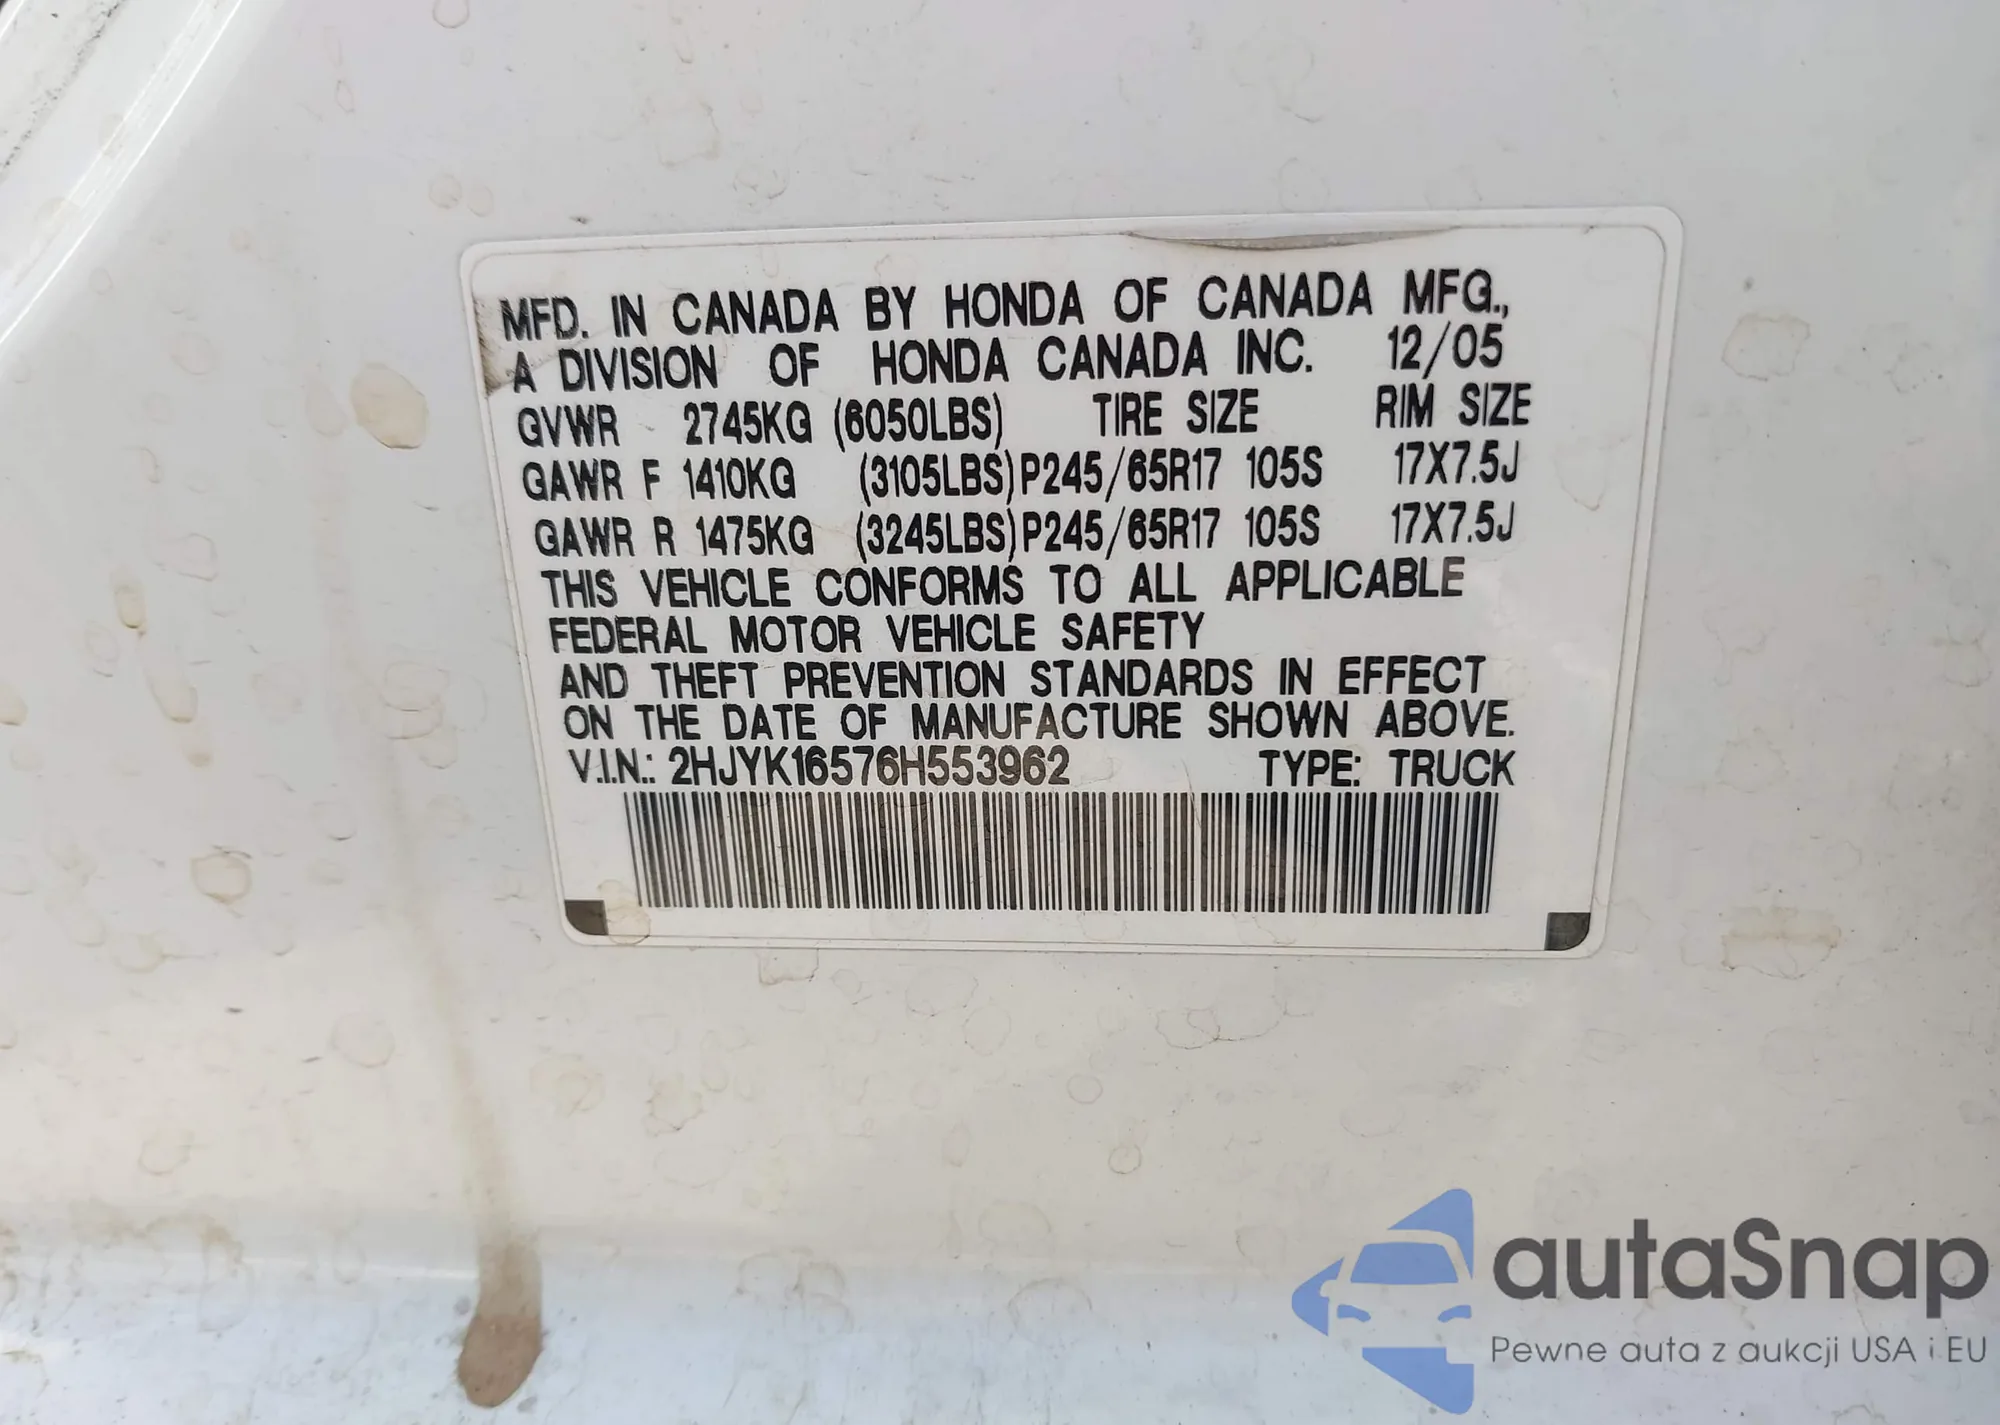 MFD. IN CANADA BY HONDA OF CANADA MFG.,
A DIVISION OF HONDA CANADA INC. 12/05
GVWR 2745KG (6050LBS) TIRE SIZE RIM SIZE
GAWR F 1410KG (3105LBS) P245/65R17 105S 17X7.5J
GAWR R 1475KG (3245LBS) P245/65R17 105S 17X7.5J
THIS VEHICLE CONFORMS TO ALL APPLICABLE
FEDERAL MOTOR VEHICLE SAFETY
AND THEFT PREVENTION STANDARDS IN EFFECT
ON THE DATE OF MANUFACTURE SHOWN ABOVE.
V.I.N.: 2HJYK16576H553962 TYPE: TRUCK
autaSnap
Pewne auta z aukcji USA i EU